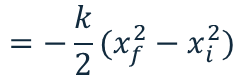 = − k/2 (x_f^2 − x_i^2)